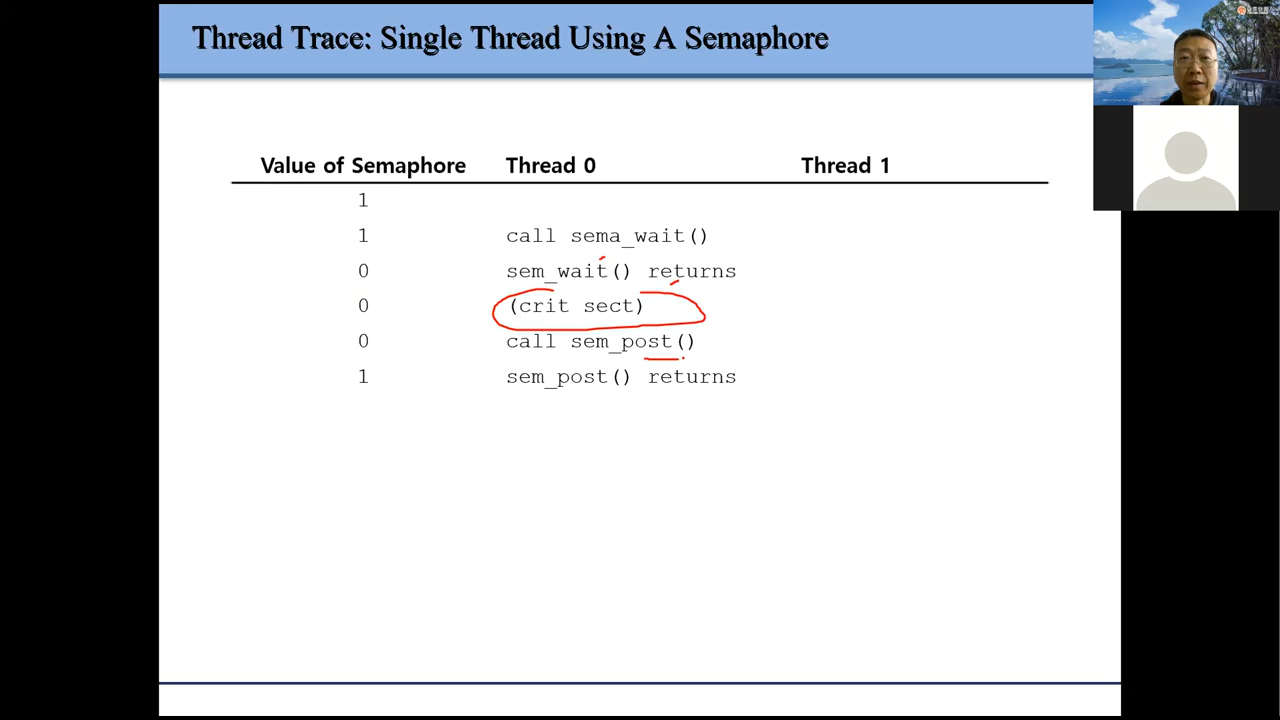 Thread Trace: Single Thread Using A Semaphore
Value of Semaphore Thread 0 Thread 1
1
1 call sema_wait()
0 sem_wait() returns
0 (crit sect)
0 call sem_post()
1 sem_post() returns